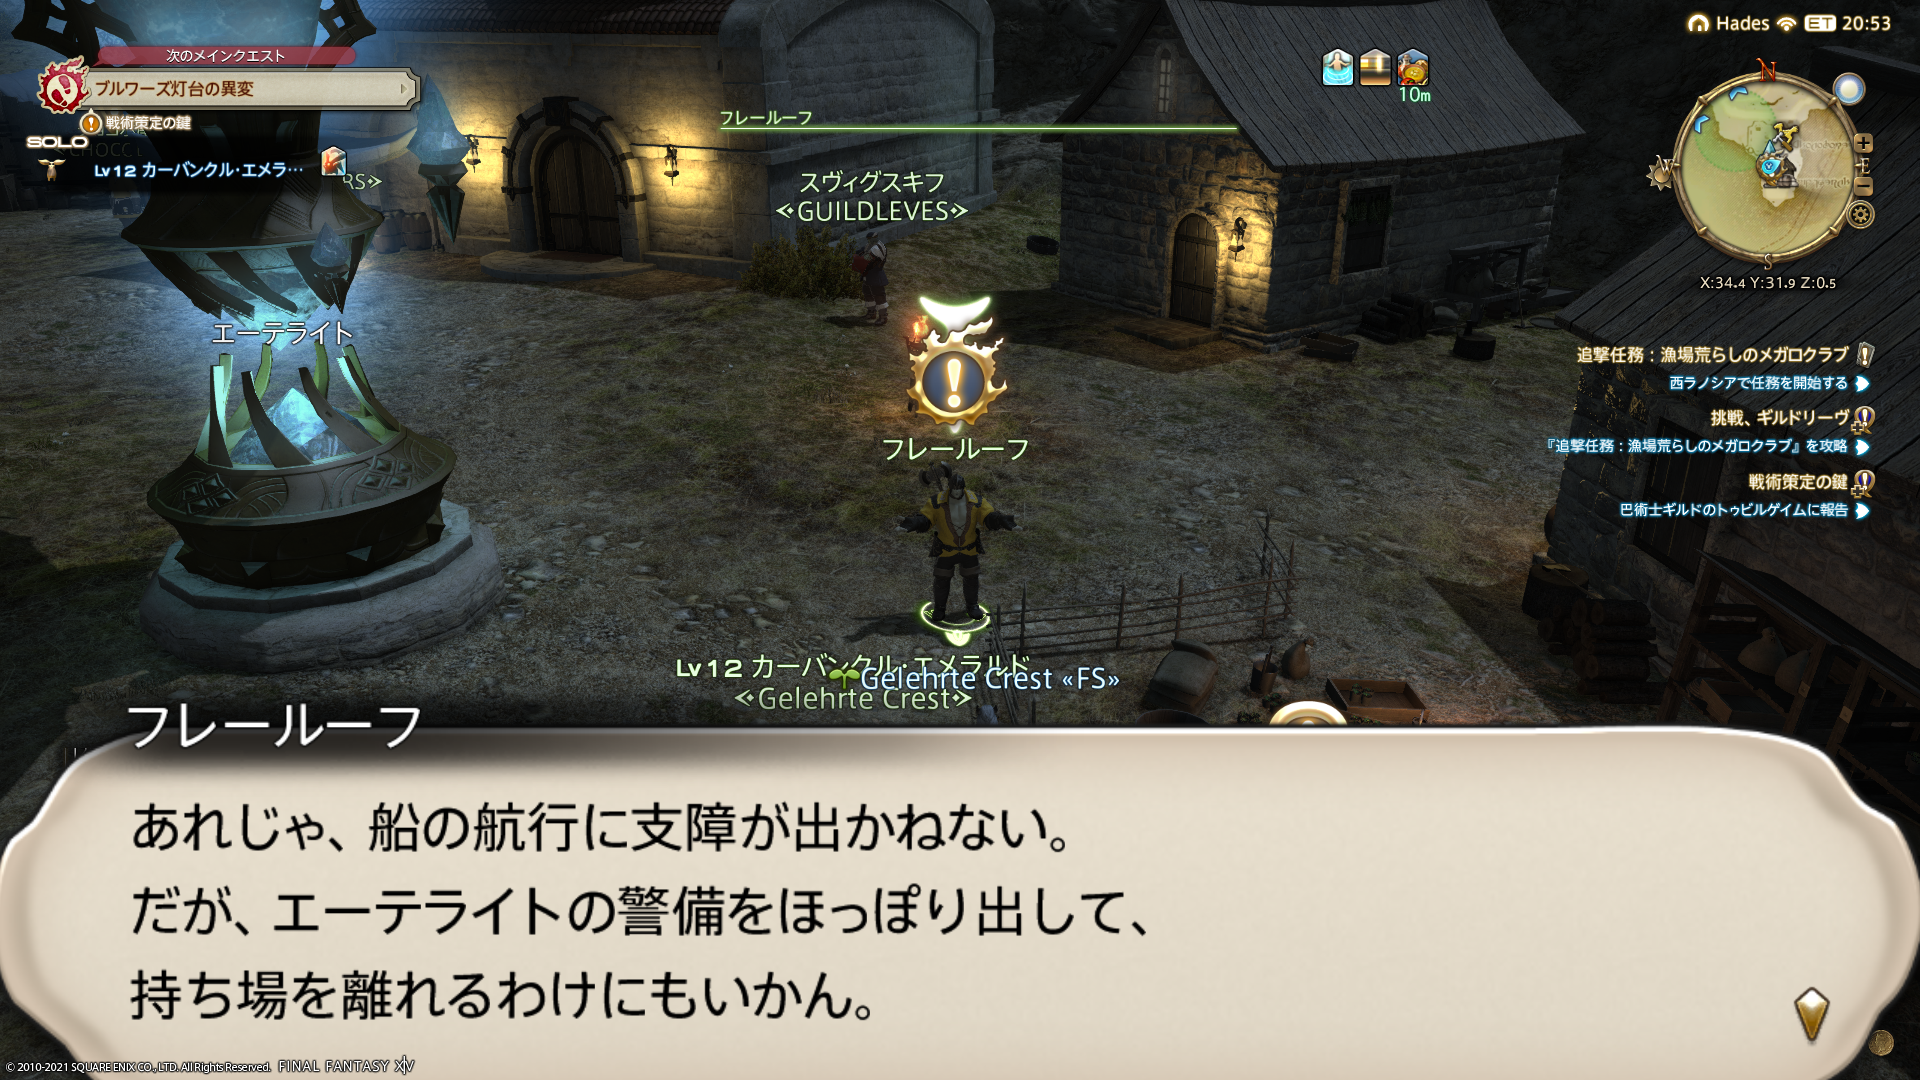 次のメインクエスト
ブルワーズ灯台の異変
戦術策定の鍵
SOLO
Lv12 カーバンクル・エメラ…
RS
フレールーフ
スヴィグスキフ
GUILDLEVES
10m
Hades ET 20:53
N
E
S
W
X:34.4 Y:31.9 Z:0.5
追撃任務：漁場荒らしのメガロクラブ
西ラノシアで任務を開始する
挑戦、ギルドリーヴ
『追撃任務：漁場荒らしのメガロクラブ』を攻略
戦術策定の鍵
巴術士ギルドのトゥビルゲイムに報告
エーテライト
フレールーフ
Lv12 カーバンクル・エメラルド
Gelehrte Crest «FS»
Gelehrte Crest
フレールーフ
あれじゃ、船の航行に支障が出かねない。
だが、エーテライトの警備をほっぽり出して、
持ち場を離れるわけにもいかん。
© 2010-2021 SQUARE ENIX CO., LTD. All Rights Reserved. FINAL FANTASY XIV